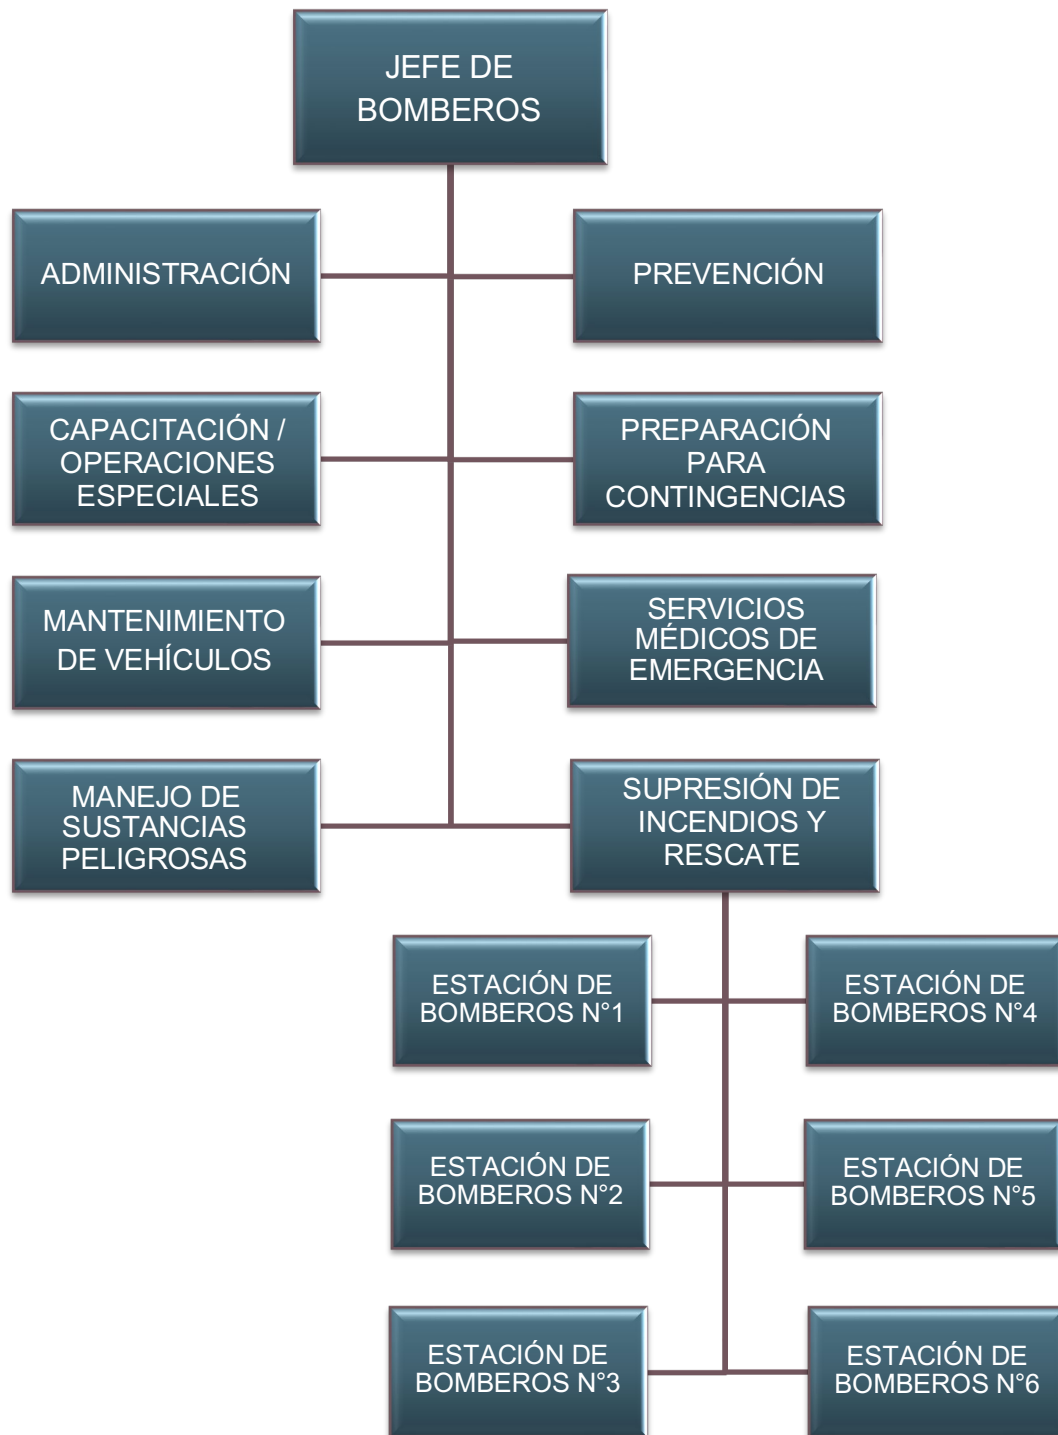 JEFE DE
BOMBEROS
ADMINISTRACIÓN
PREVENCIÓN
CAPACITACIÓN /
OPERACIONES
ESPECIALES
PREPARACIÓN
PARA
CONTINGENCIAS
MANTENIMIENTO
DE VEHÍCULOS
SERVICIOS
MÉDICOS DE
EMERGENCIA
MANEJO DE
SUSTANCIAS
PELIGROSAS
SUPRESIÓN DE
INCENDIOS Y
RESCATE
ESTACIÓN DE
BOMBEROS N°1
ESTACIÓN DE
BOMBEROS N°4
ESTACIÓN DE
BOMBEROS N°2
ESTACIÓN DE
BOMBEROS N°5
ESTACIÓN DE
BOMBEROS N°3
ESTACIÓN DE
BOMBEROS N°6